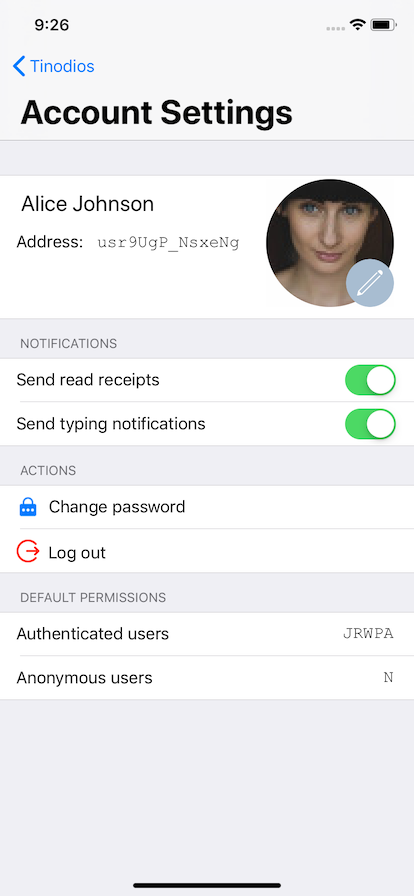 9:26
Tinodios
Account Settings
Alice Johnson
Address: usr9UgP_NsxeNg
NOTIFICATIONS
Send read receipts
Send typing notifications
ACTIONS
Change password
Log out
DEFAULT PERMISSIONS
Authenticated users JRWPA
Anonymous users N